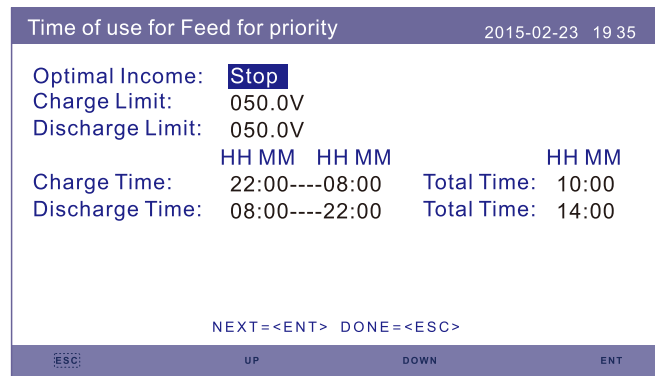 Time of use for Feed for priority 2015-02-23 19 35
Optimal Income: Stop
Charge Limit: 050.0V
Discharge Limit: 050.0V
HH MM HH MM HH MM
Charge Time: 22:00----08:00 Total Time: 10:00
Discharge Time: 08:00----22:00 Total Time: 14:00
NEXT=<ENT> DONE=<ESC>
ESC UP DOWN ENT